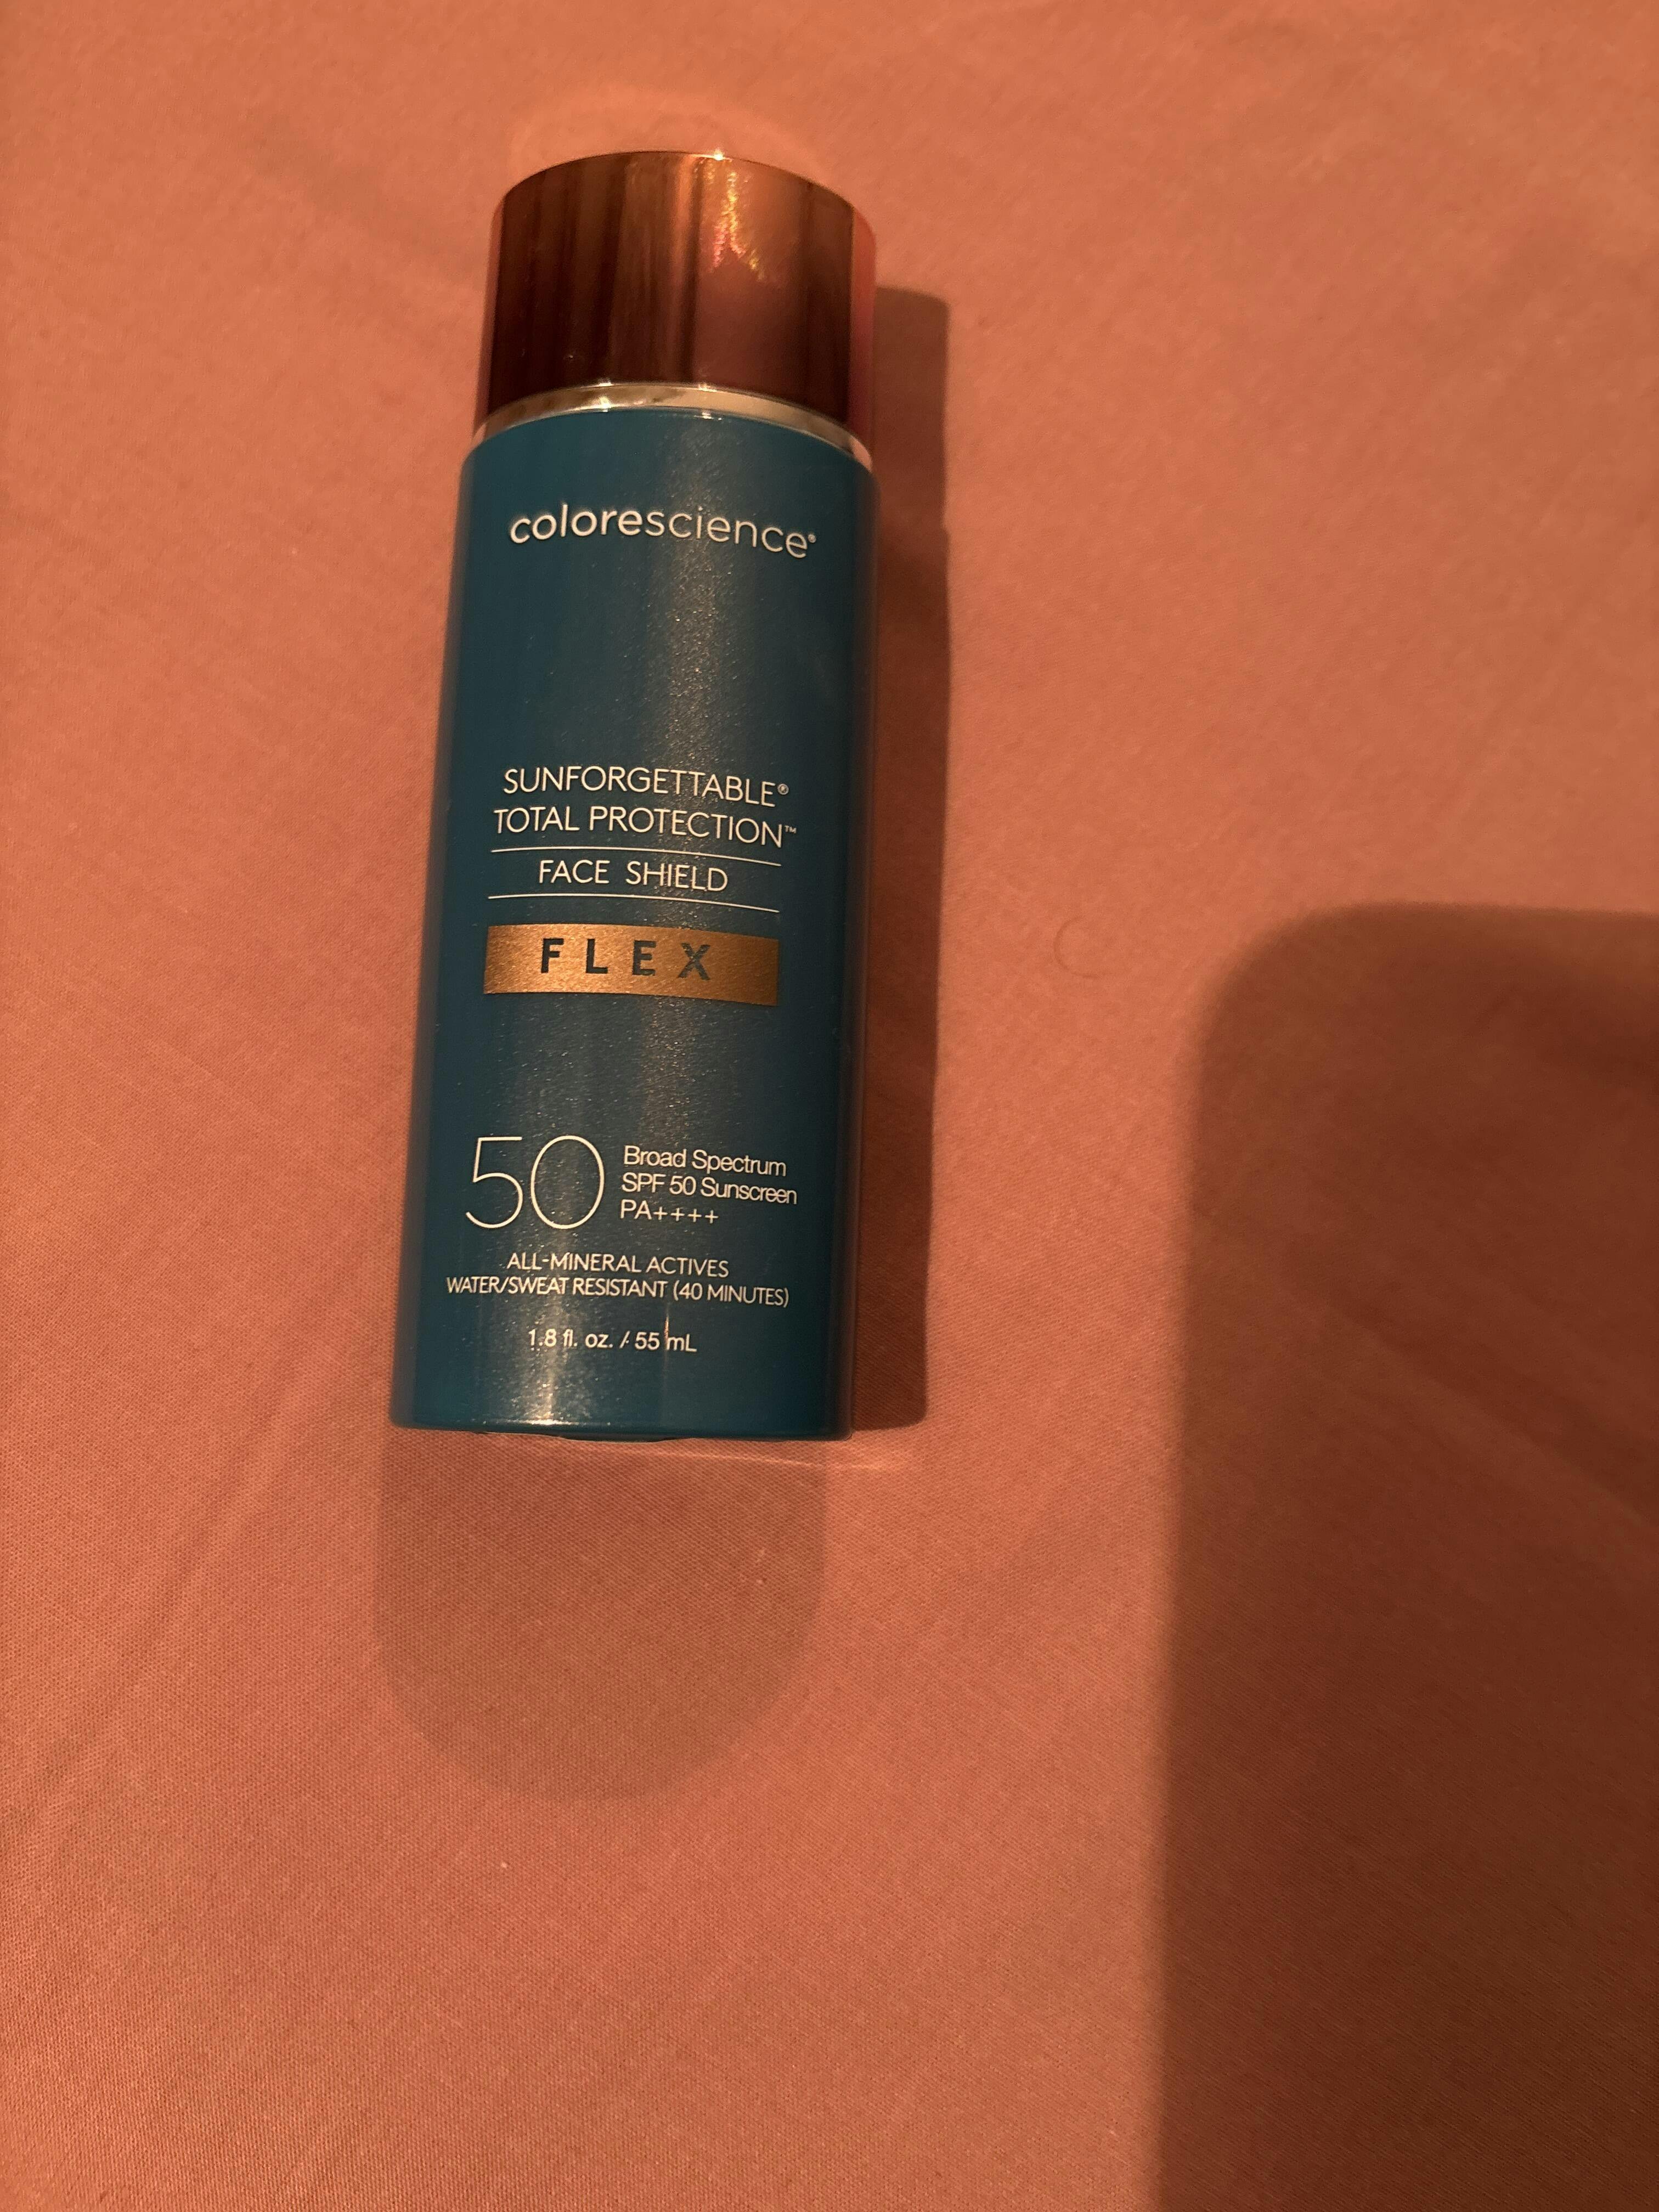 colorescience®
SUNFORGETTABLE®
TOTAL PROTECTION™
FACE SHIELD
FLEX
50
Broad Spectrum
SPF 50 Sunscreen
PA++++
ALL-MINERAL ACTIVES
WATER/SWEAT RESISTANT (40 MINUTES)
1.8 fl. oz. / 55 mL